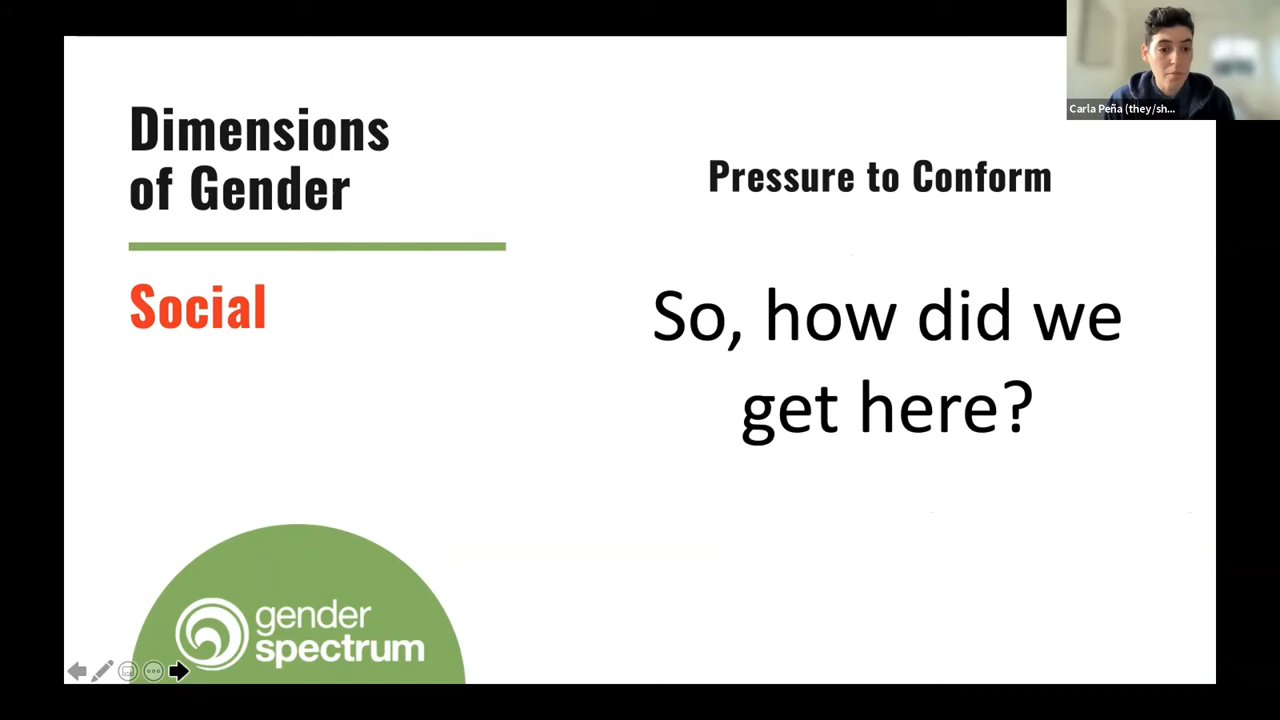 Dimensions
of Gender
Social
Pressure to Conform
So, how did we
get here?
gender
spectrum
Carla Peña (they/sh...